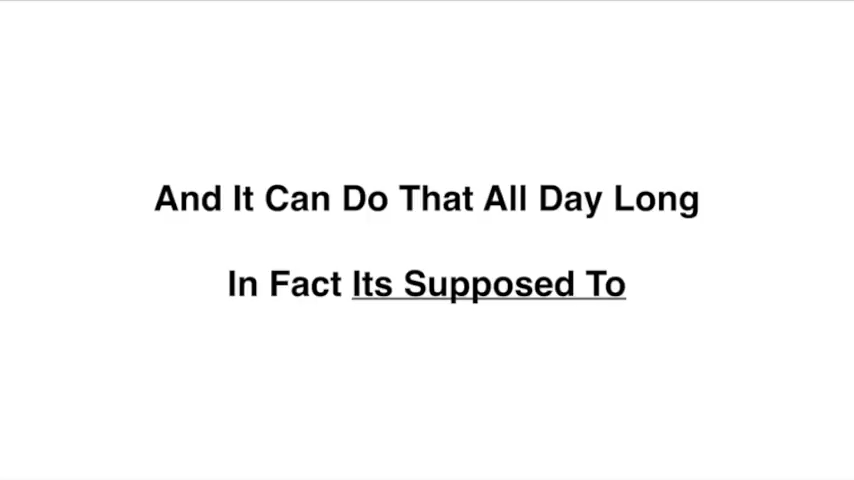 And It Can Do That All Day Long
In Fact Its Supposed To